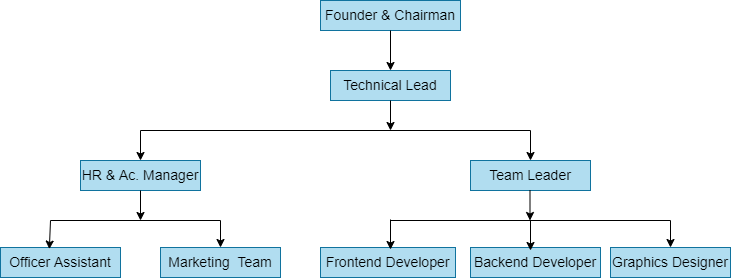 Founder & Chairman
Technical Lead
HR & Ac. Manager
Team Leader
Officer Assistant
Marketing Team
Frontend Developer
Backend Developer
Graphics Designer